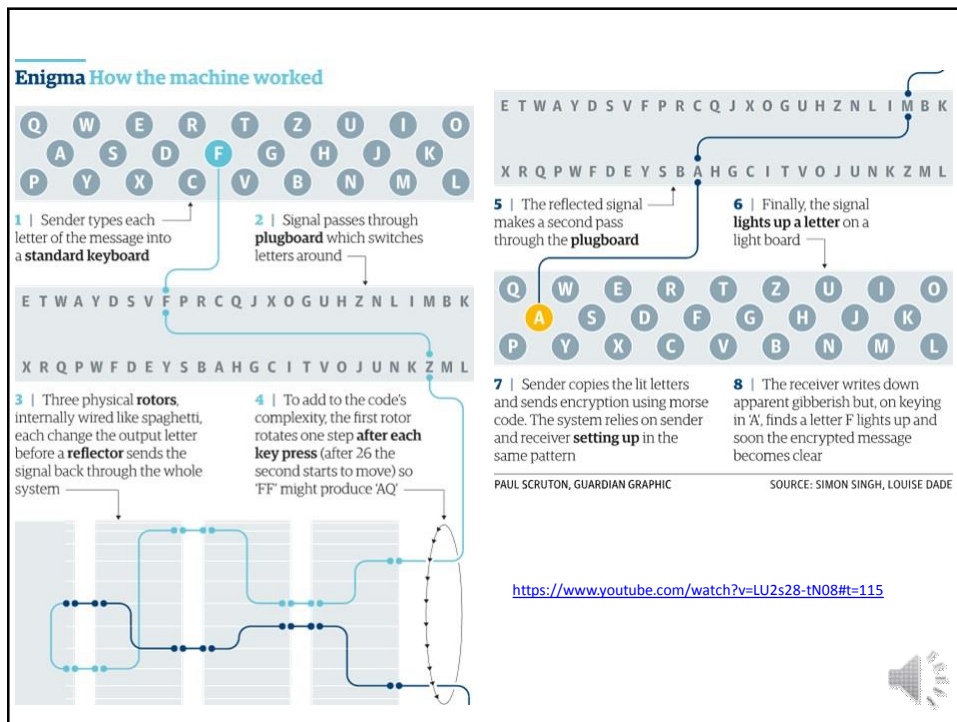 Enigma How the machine worked
Q W E R T Z U I O
A S D F G H J K
P Y X C V B N M L
1 | Sender types each
letter of the message into
a standard keyboard
2 | Signal passes through
plugboard which switches
letters around
E T W A Y D S V F P R C Q J X O G U H Z N L I M B K
X R Q P W F D E Y S B A H G C I T V O J U N K Z M L
3 | Three physical rotors,
internally wired like spaghetti,
each change the output letter
before a reflector sends the
signal back through the whole
system
4 | To add to the code's
complexity, the first rotor
rotates one step after each
key press (after 26 the
second starts to move) so
'FF' might produce 'AQ'
E T W A Y D S V F P R C Q J X O G U H Z N L I M B K
X R Q P W F D E Y S B A H G C I T V O J U N K Z M L
5 | The reflected signal
makes a second pass
through the plugboard
6 | Finally, the signal
lights up a letter on a
light board
Q W E R T Z U I O
A S D F G H J K
P Y X C V B N M L
7 | Sender copies the lit letters
and sends encryption using morse
code. The system relies on sender
and receiver setting up in the
same pattern
8 | The receiver writes down
apparent gibberish but, on keying
in 'A', finds a letter F lights up and
soon the encrypted message
becomes clear
PAUL SCRUTON, GUARDIAN GRAPHIC
SOURCE: SIMON SINGH, LOUISE DADE
https://www.youtube.com/watch?v=LU2s28-tN08#t=115